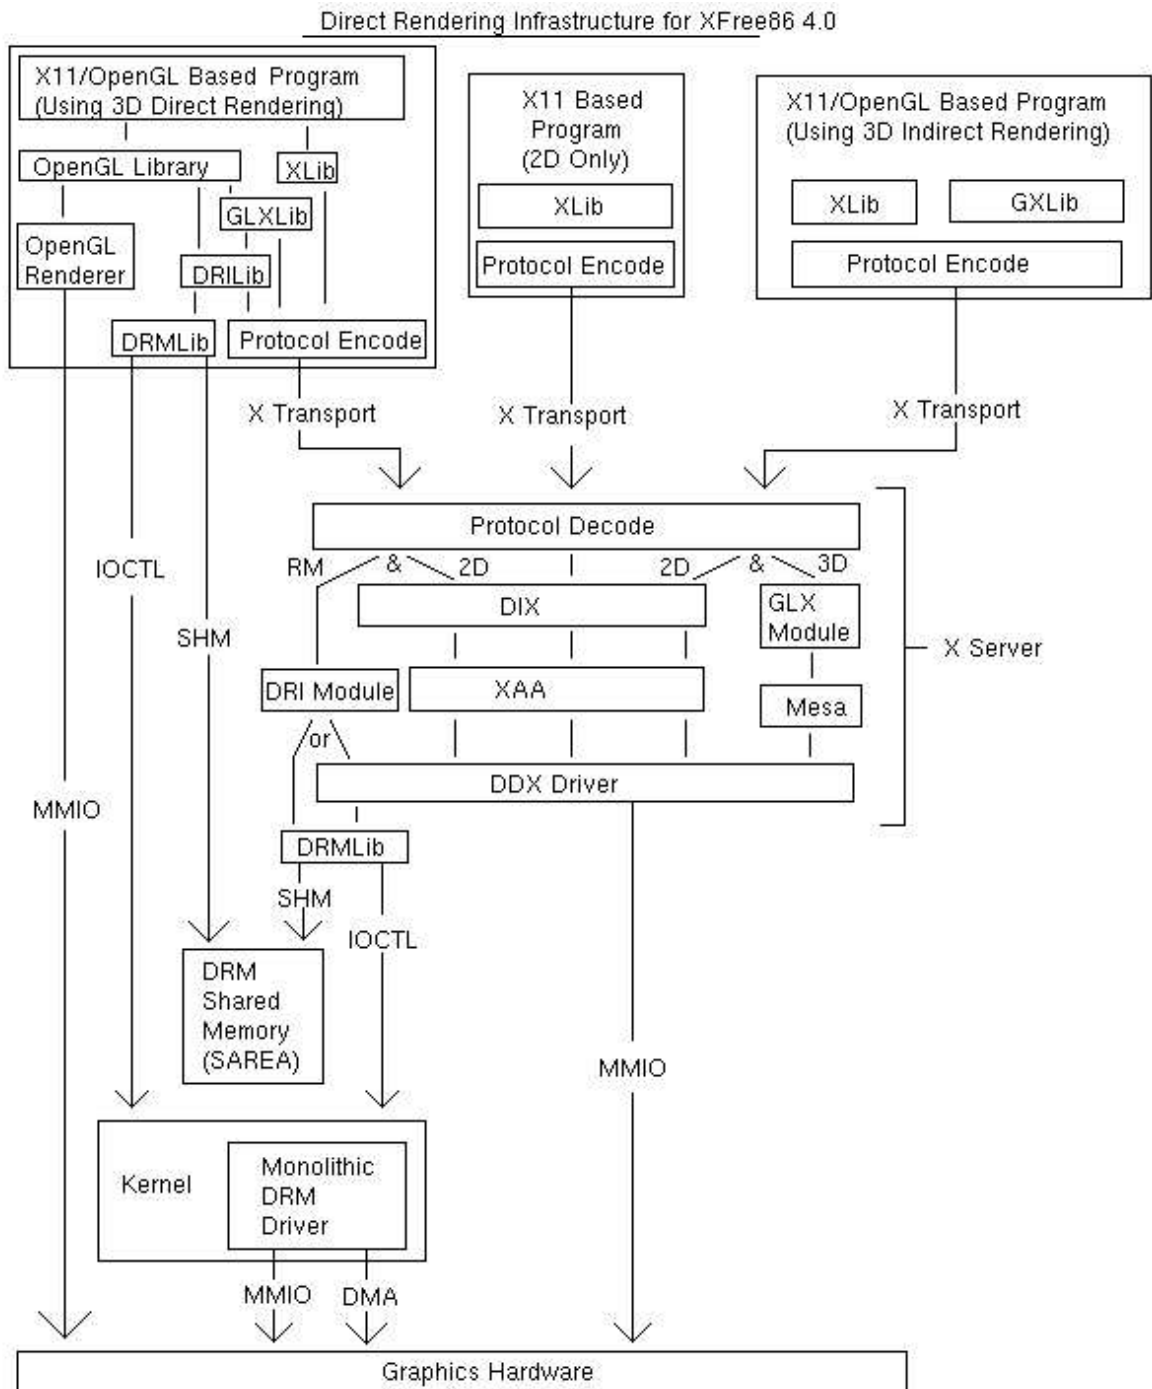 Direct Rendering Infrastructure for XFree86 4.0
X11/OpenGL Based Program
(Using 3D Direct Rendering)
OpenGL Library
XLib
GLXLib
OpenGL
Renderer
DRILib
DRMLib
Protocol Encode
X11 Based
Program
(2D Only)
XLib
Protocol Encode
X11/OpenGL Based Program
(Using 3D Indirect Rendering)
XLib
GXLib
Protocol Encode
X Transport
X Transport
X Transport
Protocol Decode
RM
&
2D
2D
&
3D
IOCTL
SHM
DIX
GLX
Module
X Server
DRI Module
XAA
Mesa
or
DDX Driver
MMIO
DRMLib
SHM
IOCTL
DRM
Shared
Memory
(SAREA)
MMIO
Kernel
Monolithic
DRM
Driver
MMIO
DMA
Graphics Hardware